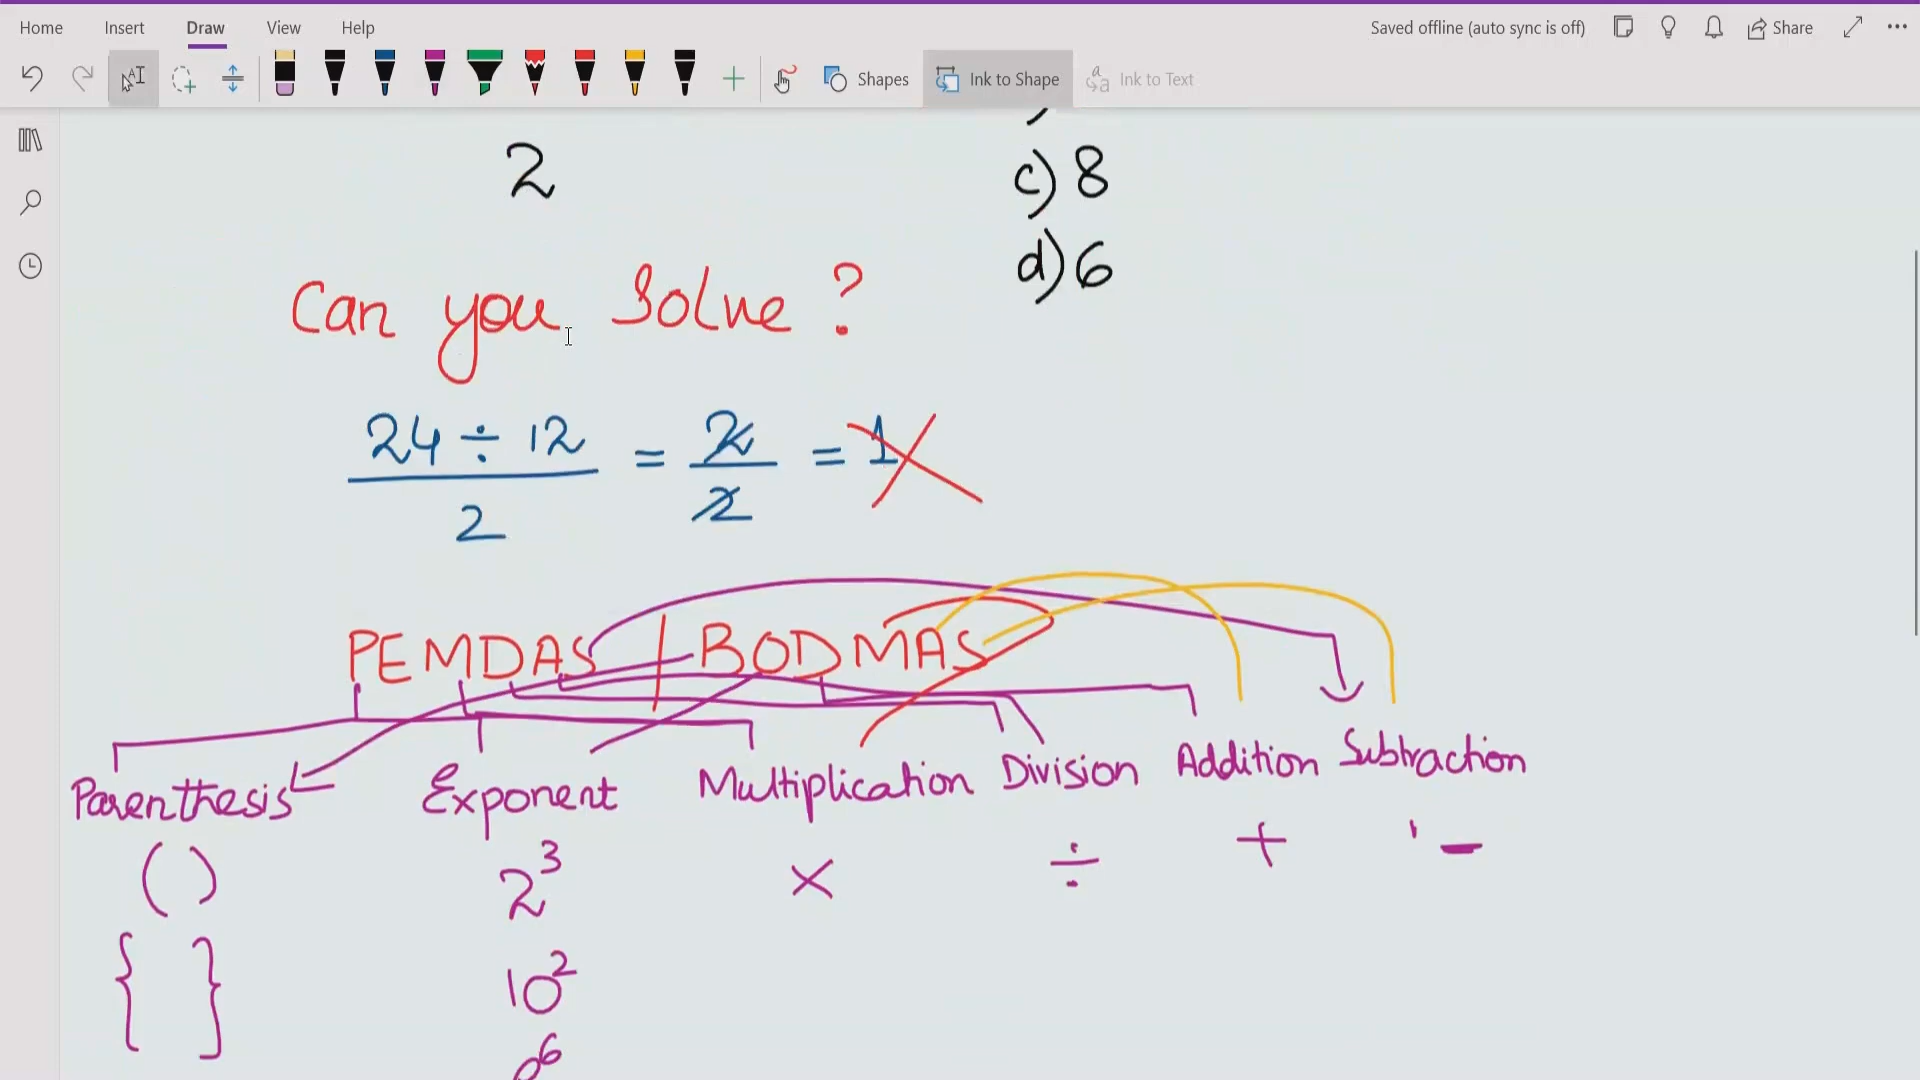 Home Insert Draw View Help Saved offline (auto sync is off) Share
Shapes Ink to Shape Ink to Text
2
c) 8
d) 6
Can you Solve ?
24 ÷ 12 = 2 = 1
2 2
PEMDAS / BODMAS
Parenthesis Exponent Multiplication Division Addition Subtraction
( ) 2³ × ÷ + -
{ } 10²